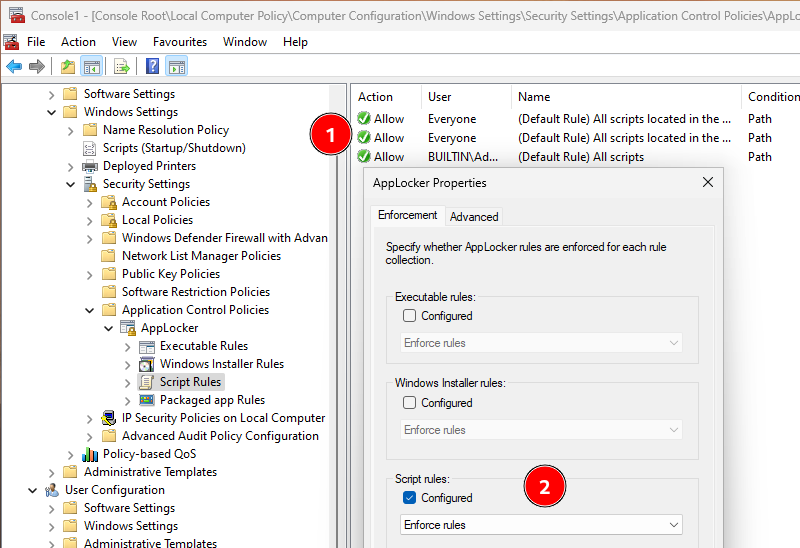 Console1 - [Console Root\Local Computer Policy\Computer Configuration\Windows Settings\Security Settings\Application Control Policies\AppLo
File Action View Favourites Window Help
Software Settings
Windows Settings
Name Resolution Policy
Scripts (Startup/Shutdown)
Deployed Printers
Security Settings
Account Policies
Local Policies
Windows Defender Firewall with Advan
Network List Manager Policies
Public Key Policies
Software Restriction Policies
Application Control Policies
AppLocker
Executable Rules
Windows Installer Rules
Script Rules
Packaged app Rules
IP Security Policies on Local Computer
Advanced Audit Policy Configuration
Policy-based QoS
Administrative Templates
User Configuration
Software Settings
Windows Settings
Administrative Templates
1
Action User Name Condition
Allow Everyone (Default Rule) All scripts located in the ... Path
Allow Everyone (Default Rule) All scripts located in the ... Path
Allow BUILTIN\Ad... (Default Rule) All scripts Path
AppLocker Properties
Enforcement Advanced
Specify whether AppLocker rules are enforced for each rule
collection.
Executable rules:
Configured
Enforce rules
Windows Installer rules:
Configured
Enforce rules
Script rules:
Configured
2
Enforce rules